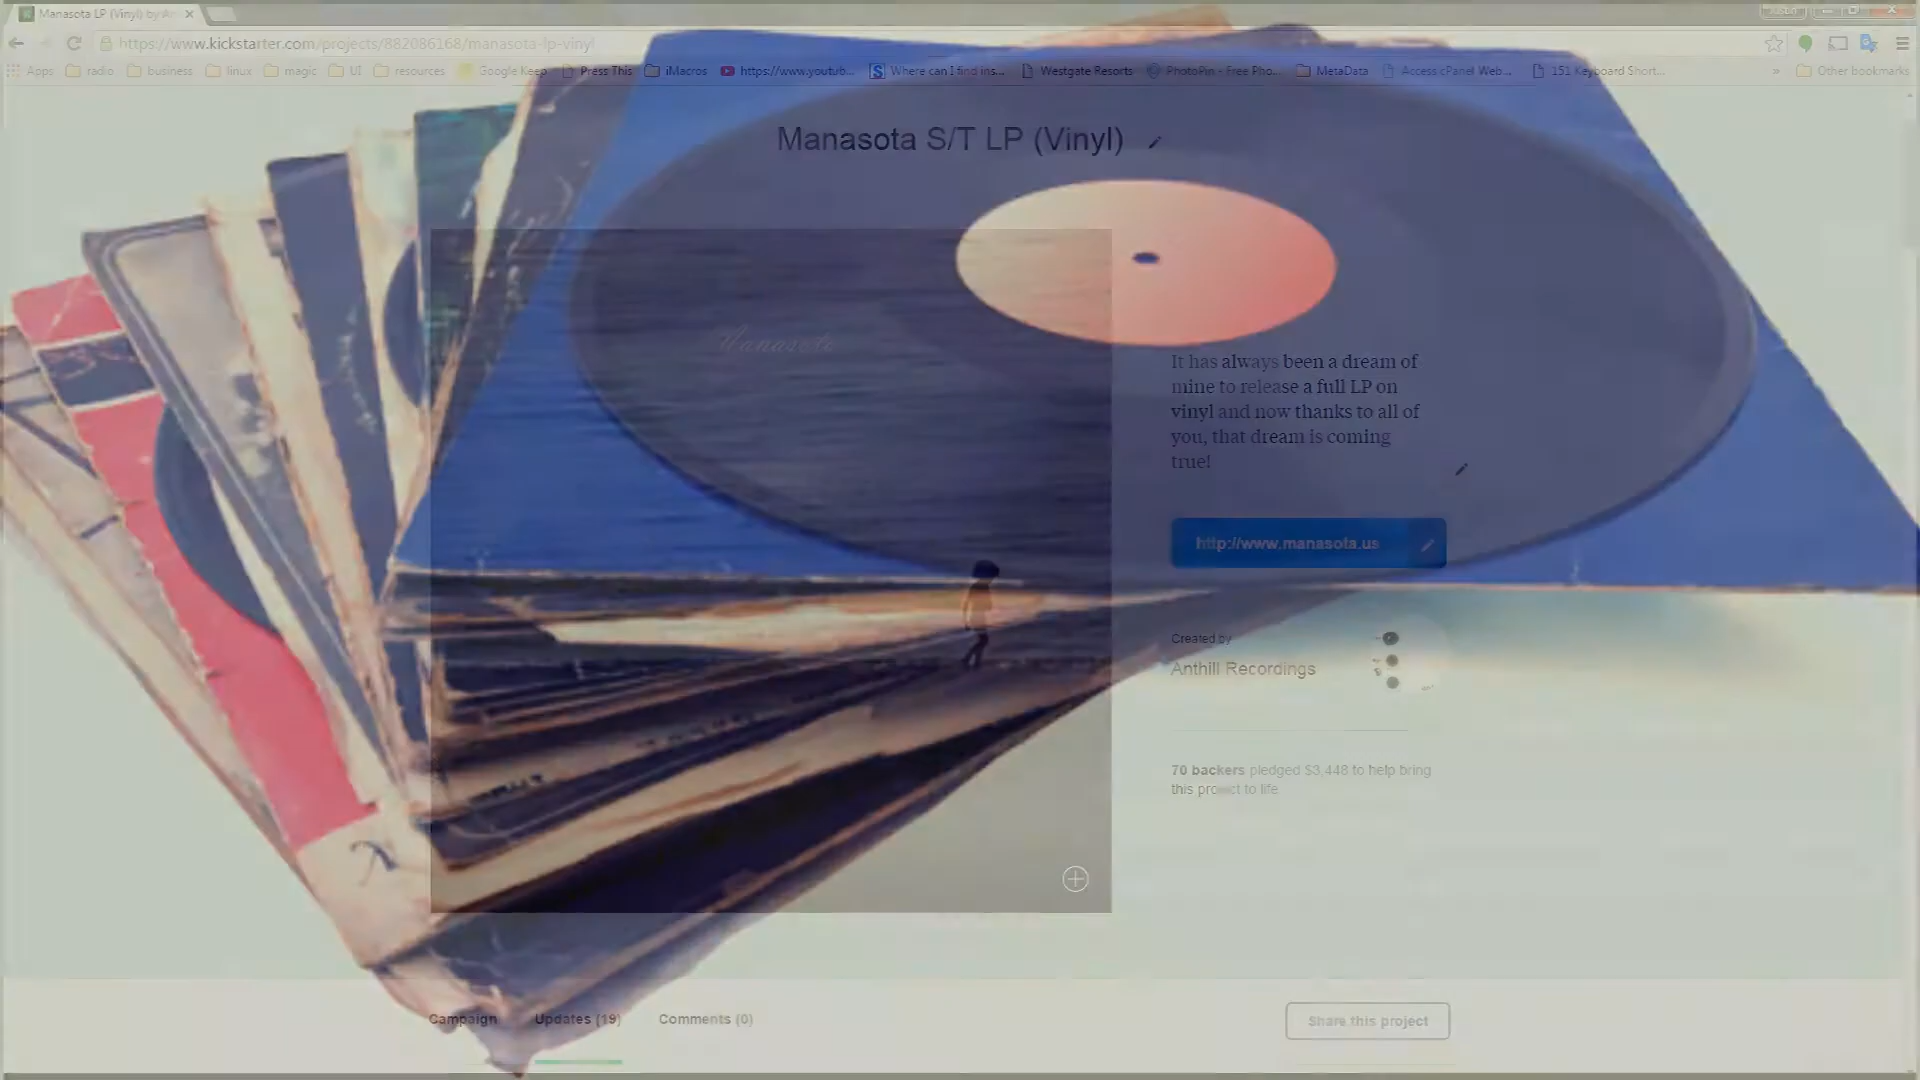 Manasota LP (Vinyl) by
https://www.kickstarter.com/projects/882086168/manasota-lp-vinyl
Apps radio business linux magic UI resources Google Keep Press This iMacros https://www.youtub... Where can I find ins... Westgate Resorts PhotoPin - Free Pho... MetaData AccessPanel Web... 151 Keyboard Short... » Other bookmarks
Manasota S/T LP (Vinyl)
Manasota
It has always been a dream of
mine to release a full LP on
vinyl and now thanks to all of
you, that dream is coming
true!
http://www.manasota.us
Created by
Anthill Recordings
70 backers pledged $3,448 to help bring
this project to life.
Campaign Updates (19) Comments (0) Share this project